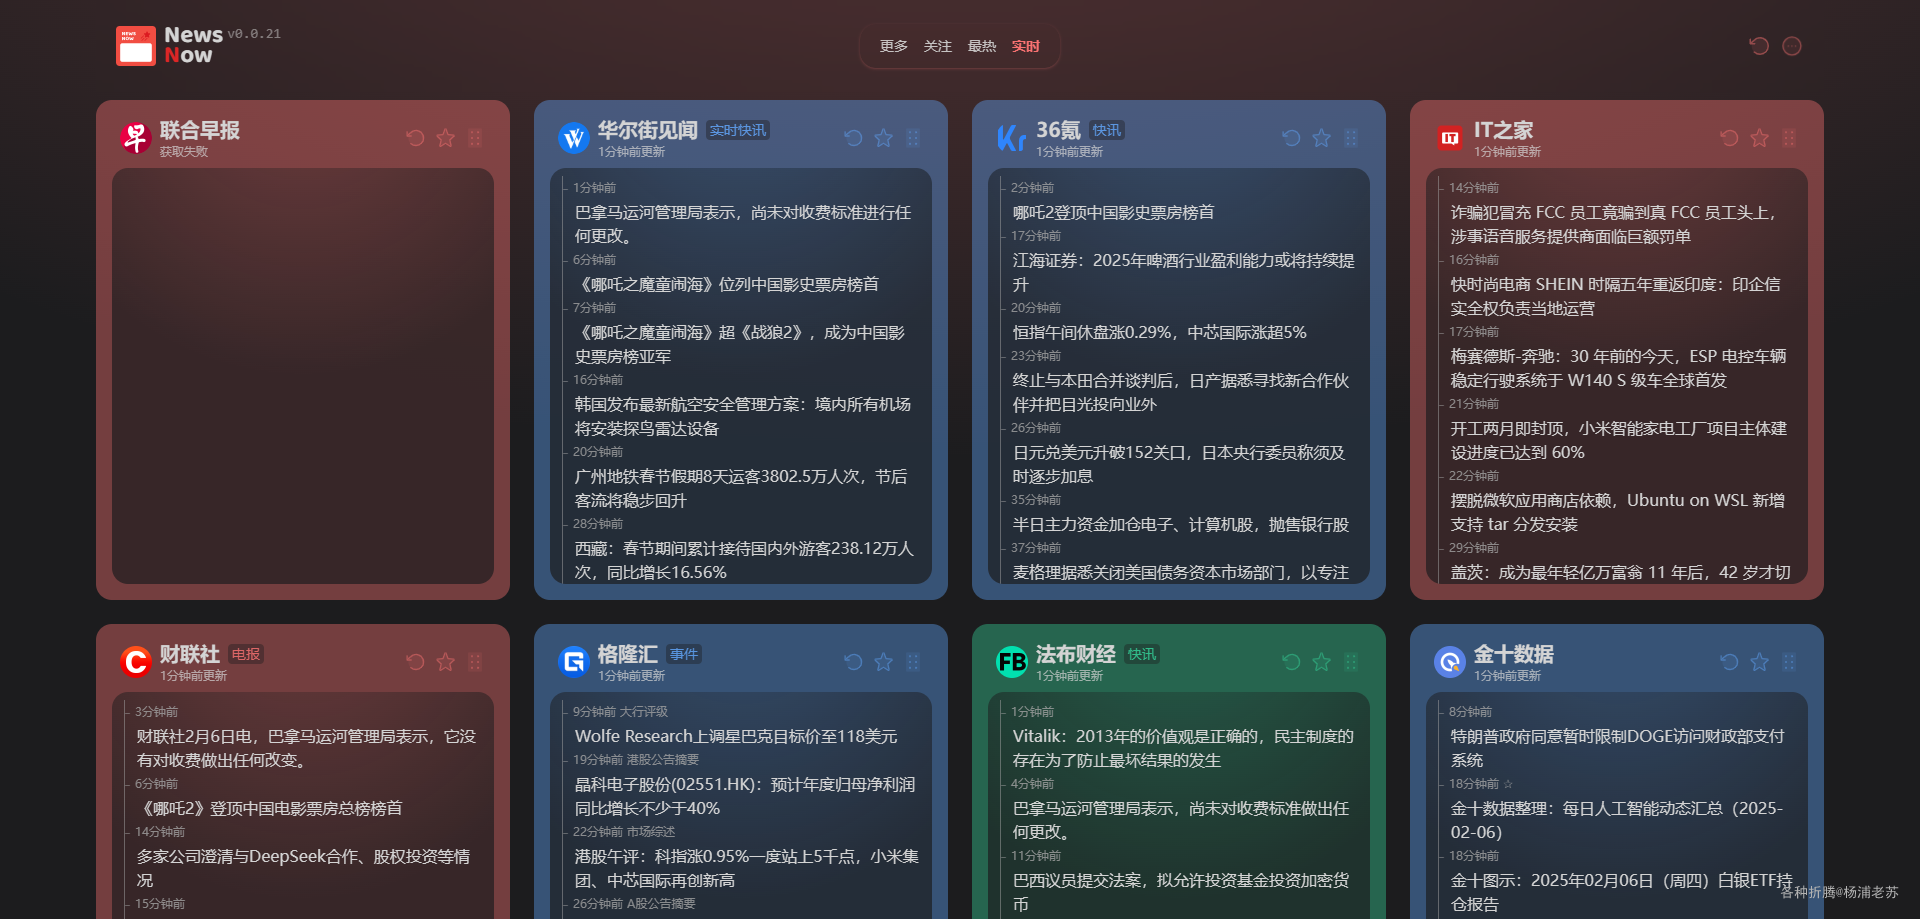 NEWS
NOW
News
Now
v0.0.21
更多 关注 最热 实时
联合早报
获取失败
华尔街见闻 实时快讯
1分钟前更新
1分钟前
巴拿马运河管理局表示，尚未对收费标准进行任
何更改。
6分钟前
《哪吒之魔童闹海》位列中国影史票房榜首
7分钟前
《哪吒之魔童闹海》超《战狼2》，成为中国影
史票房榜亚军
16分钟前
韩国发布最新航空安全管理方案：境内所有机场
将安装探鸟雷达设备
20分钟前
广州地铁春节假期8天运客3802.5万人次，节后
客流将稳步回升
28分钟前
西藏：春节期间累计接待国内外游客238.12万人
次，同比增长16.56%
Kr
36氪 快讯
1分钟前更新
2分钟前
哪吒2登顶中国影史票房榜首
17分钟前
江海证券：2025年啤酒行业盈利能力或将持续提
升
20分钟前
恒指午间休盘涨0.29%，中芯国际涨超5%
23分钟前
终止与本田合并谈判后，日产据悉寻找新合作伙
伴并把目光投向业外
26分钟前
日元兑美元升破152关口，日本央行委员称须及
时逐步加息
35分钟前
半日主力资金加仓电子、计算机股，抛售银行股
37分钟前
麦格理据悉关闭美国债务资本市场部门，以专注
IT
IT之家
1分钟前更新
14分钟前
诈骗犯冒充 FCC 员工竟骗到真 FCC 员工头上，
涉事语音服务提供商面临巨额罚单
16分钟前
快时尚电商 SHEIN 时隔五年重返印度：印企信
实全权负责当地运营
17分钟前
梅赛德斯-奔驰：30 年前的今天，ESP 电控车辆
稳定行驶系统于 W140 S 级车全球首发
21分钟前
开工两月即封顶，小米智能家电工厂项目主体建
设进度已达到 60%
22分钟前
摆脱微软应用商店依赖，Ubuntu on WSL 新增
支持 tar 分发安装
29分钟前
盖茨：成为最年轻亿万富翁 11 年后，42 岁才切
财联社 电报
1分钟前更新
3分钟前
财联社2月6日电，巴拿马运河管理局表示，它没
有对收费做出任何改变。
6分钟前
《哪吒2》登顶中国电影票房总榜榜首
14分钟前
多家公司澄清与DeepSeek合作、股权投资等情
况
15分钟前
格隆汇 事件
1分钟前更新
9分钟前 大行评级
Wolfe Research上调星巴克目标价至118美元
19分钟前 港股公告摘要
晶科电子股份(02551.HK)：预计年度归母净利润
同比增长不少于40%
22分钟前 市场综述
港股午评：科指涨0.95%一度站上5千点，小米集
团、中芯国际再创新高
26分钟前 A股公告摘要
FB
法布财经 快讯
1分钟前更新
1分钟前
Vitalik：2013年的价值观是正确的，民主制度的
存在为了防止最坏结果的发生
4分钟前
巴拿马运河管理局表示，尚未对收费标准做出任
何更改。
11分钟前
巴西议员提交法案，拟允许投资基金投资加密货
币
金十数据
1分钟前更新
8分钟前
特朗普政府同意暂时限制DOGE访问财政部支付
系统
18分钟前 ☆
金十数据整理：每日人工智能动态汇总（2025-
02-06）
18分钟前
金十图示：2025年02月06日（周四）白银ETF持
仓报告
各种折腾@杨浦老苏